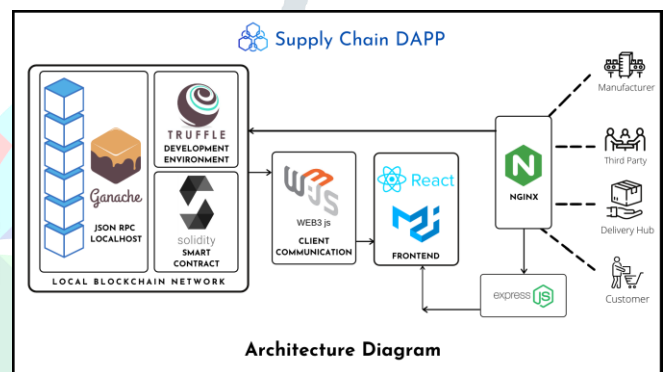 Supply Chain DAPP
Ganache
JSON RPC
LOCALHOST
TRUFFLE
DEVELOPMENT
ENVIRONMENT
solidity
SMART
CONTRACT
LOCAL BLOCKCHAIN NETWORK
W3JS
WEB3 js
CLIENT
COMMUNICATION
React
FRONTEND
N
NGINX
express JS
Manufacturer
Third Party
Delivery Hub
Customer
Architecture Diagram